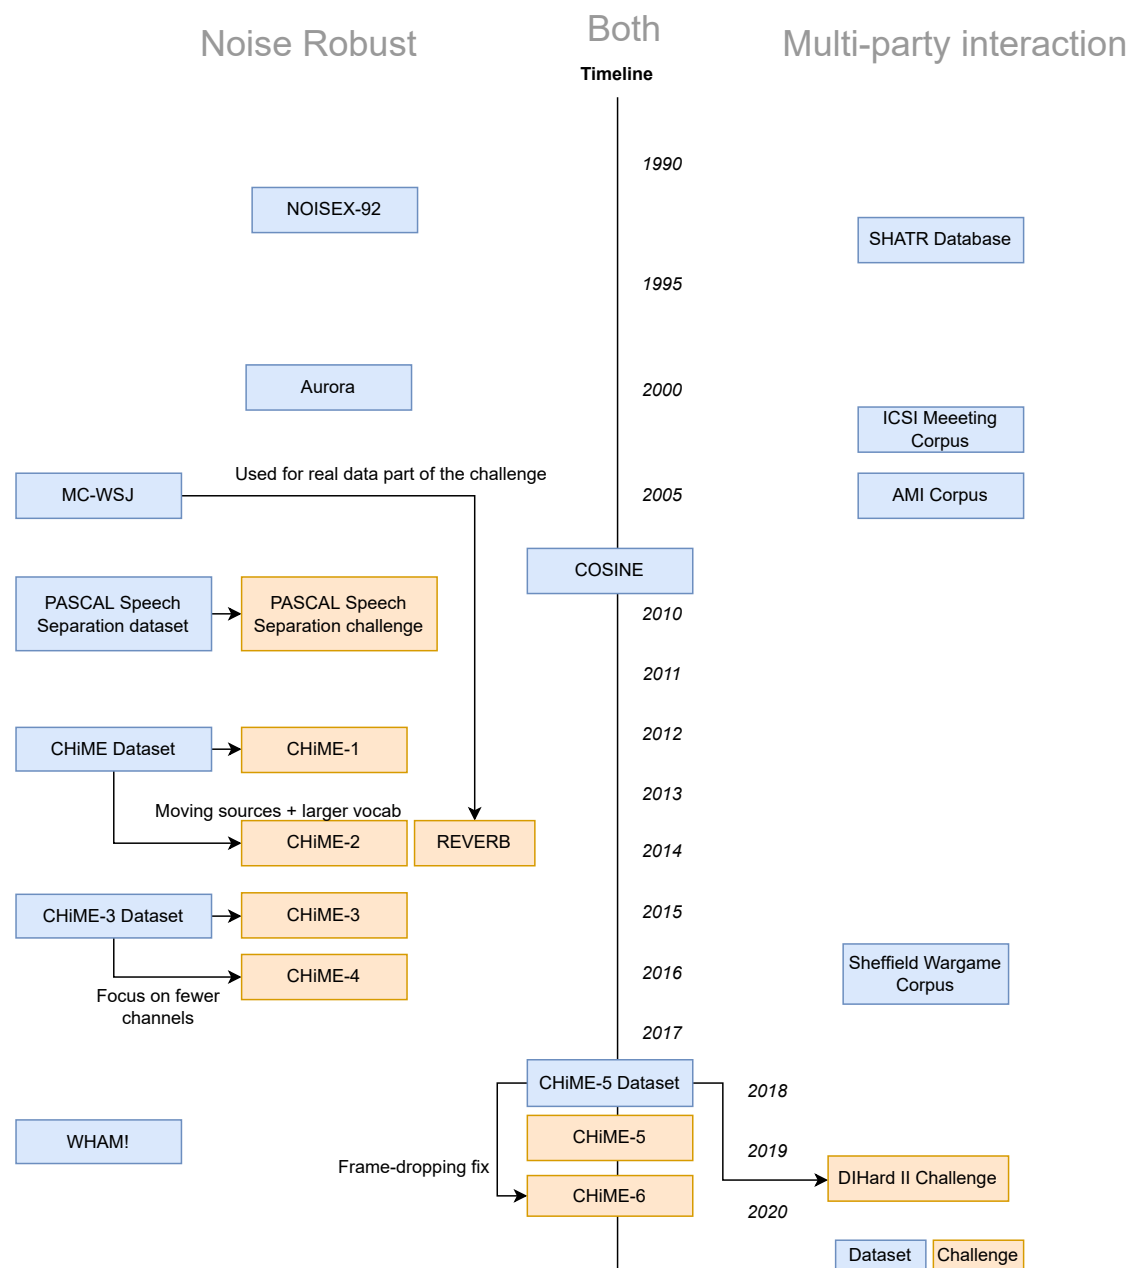 Noise Robust
Both
Multi-party interaction
Timeline
1990
NOISEX-92
SHATR Database
1995
Aurora
2000
ICSI Meeeting
Corpus
Used for real data part of the challenge
MC-WSJ
2005
AMI Corpus
COSINE
PASCAL Speech
Separation dataset
PASCAL Speech
Separation challenge
2010
2011
2012
CHiME Dataset
CHiME-1
2013
Moving sources + larger vocab
CHiME-2
REVERB
2014
CHiME-3 Dataset
CHiME-3
2015
CHiME-4
2016
Sheffield Wargame
Corpus
Focus on fewer
channels
2017
CHiME-5 Dataset
2018
WHAM!
CHiME-5
2019
Frame-dropping fix
DIHard II Challenge
CHiME-6
2020
Dataset
Challenge